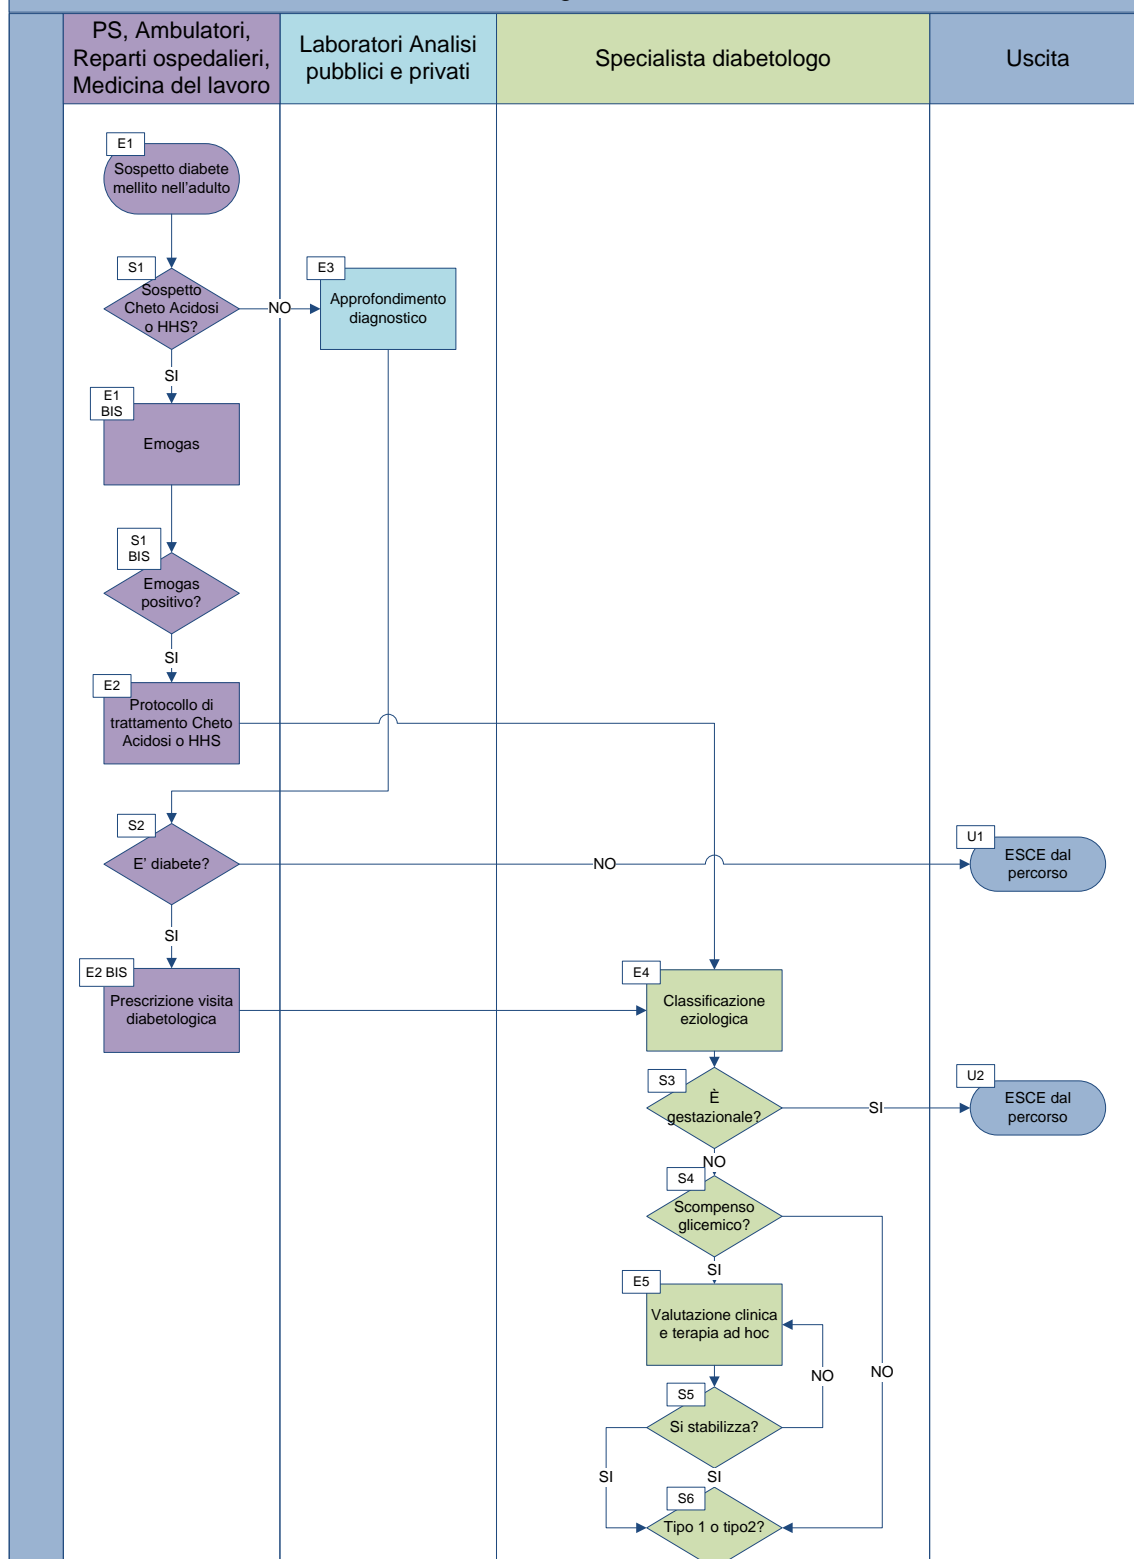 PS, Ambulatori,
Reparti ospedalieri,
Medicina del lavoro
Laboratori Analisi
pubblici e privati
Specialista diabetologo
Uscita
E1
Sospetto diabete
mellito nell'adulto
S1
Sospetto
Cheto Acidosi
o HHS?
NO
E3
Approfondimento
diagnostico
SI
E1
BIS
Emogas
S1
BIS
Emogas
positivo?
SI
E2
Protocollo di
trattamento Cheto
Acidosi o HHS
S2
E' diabete?
NO
U1
ESCE dal
percorso
SI
E2 BIS
Prescrizione visita
diabetologica
E4
Classificazione
eziologica
S3
È
gestazionale?
SI
U2
ESCE dal
percorso
NO
S4
Scompenso
glicemico?
SI
E5
Valutazione clinica
e terapia ad hoc
NO
NO
S5
Si stabilizza?
SI
SI
S6
Tipo 1 o tipo2?